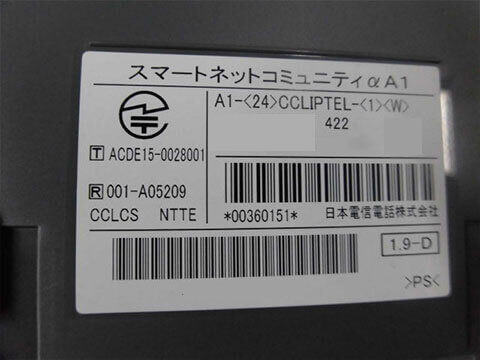 スマートネットコミュニティαA1
A1-<24>CCLIPTEL-<1><W>
422
T ACDE15-0028001
R 001-A05209
CCLCS NTTE
*00360151* 日本電信電話株式会社
1.9-D
>PS<